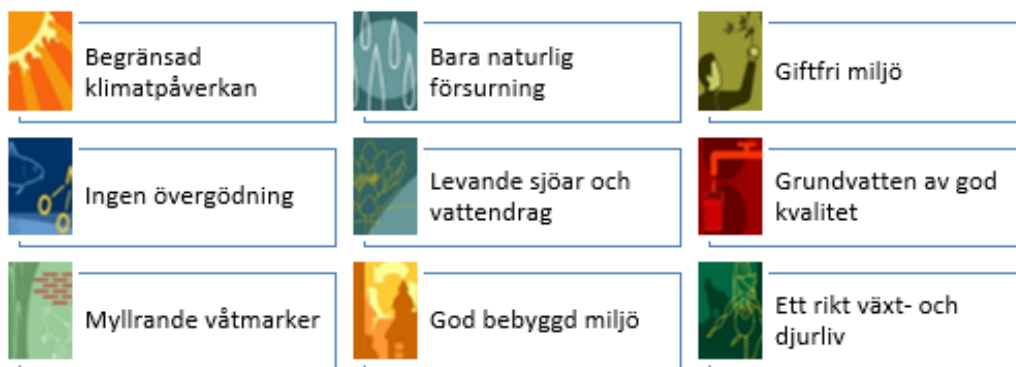 Begränsad
klimatpåverkan
Bara naturlig
försurning
Giftfri miljö
Ingen övergödning
Levande sjöar och
vattendrag
Grundvatten av god
kvalitet
Myllrande våtmarker
God bebyggd miljö
Ett rikt växt- och
djurliv